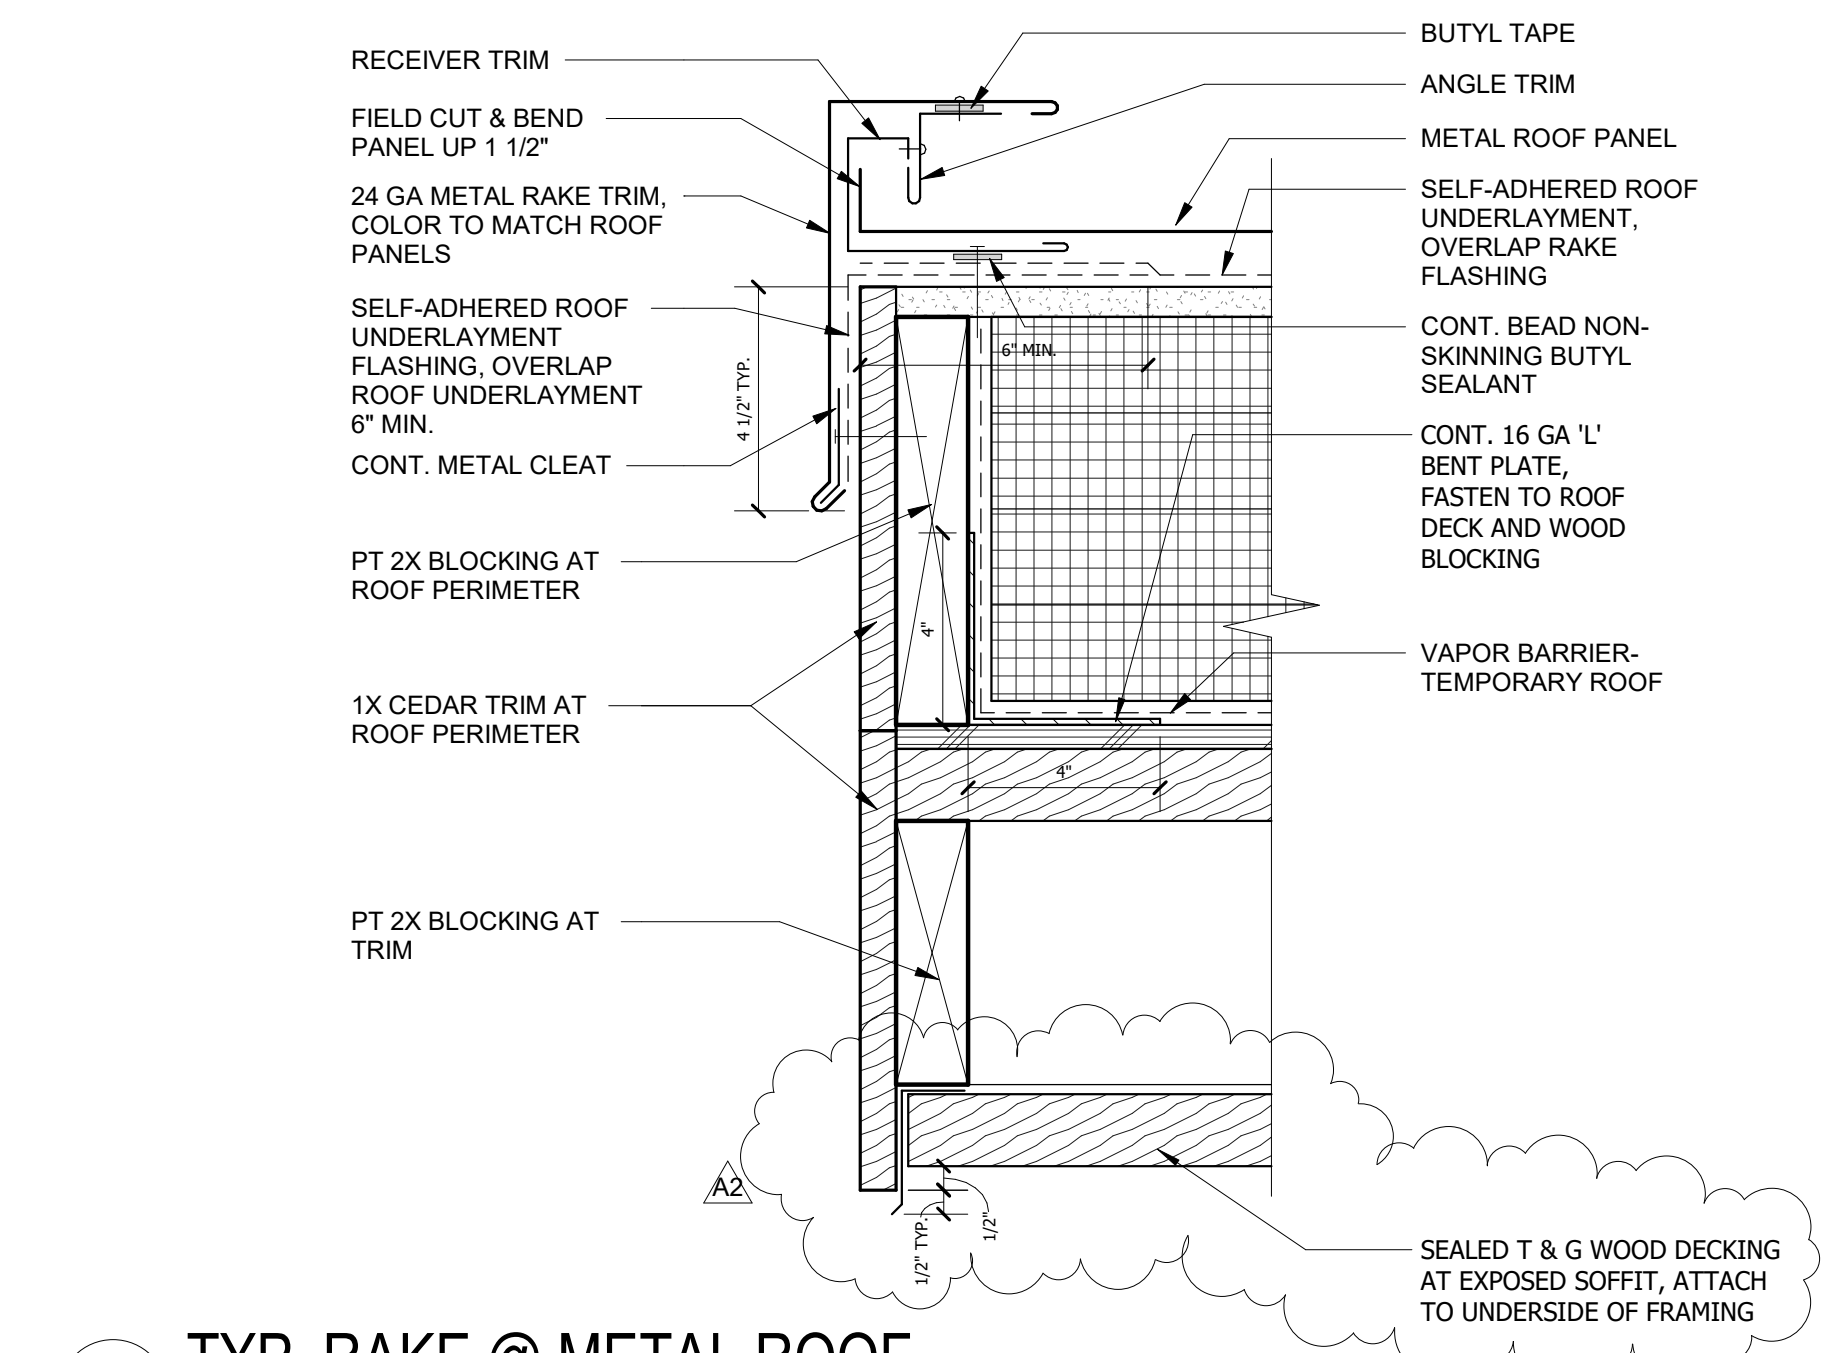 RECEIVER TRIM
FIELD CUT & BEND
PANEL UP 1 1/2"
24 GA METAL RAKE TRIM,
COLOR TO MATCH ROOF
PANELS
SELF-ADHERED ROOF
UNDERLAYMENT
FLASHING, OVERLAP
ROOF UNDERLAYMENT
6" MIN.
CONT. METAL CLEAT
PT 2X BLOCKING AT
ROOF PERIMETER
1X CEDAR TRIM AT
ROOF PERIMETER
PT 2X BLOCKING AT
TRIM
4 1/2" TYP.
6" MIN.
4"
4"
A2
1/2" TYP.
1/2"
BUTYL TAPE
ANGLE TRIM
METAL ROOF PANEL
SELF-ADHERED ROOF
UNDERLAYMENT,
OVERLAP RAKE
FLASHING
CONT. BEAD NON-
SKINNING BUTYL
SEALANT
CONT. 16 GA 'L'
BENT PLATE,
FASTEN TO ROOF
DECK AND WOOD
BLOCKING
VAPOR BARRIER-
TEMPORARY ROOF
SEALED T & G WOOD DECKING
AT EXPOSED SOFFIT, ATTACH
TO UNDERSIDE OF FRAMING
TYP. RAKE @ METAL ROOF